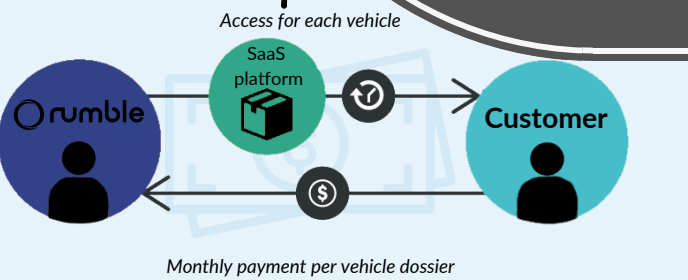 Access for each vehicle
SaaS
platform
rumble
Customer
$
Monthly payment per vehicle dossier